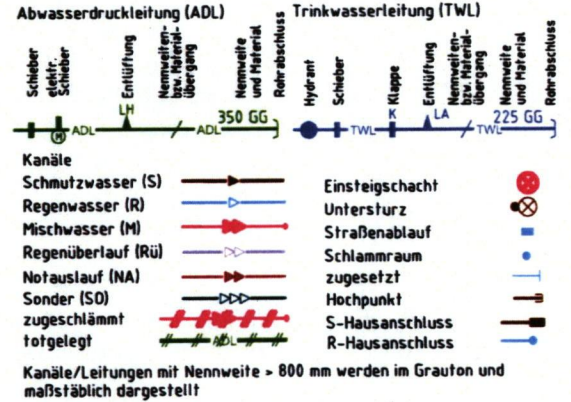 Abwasserdruckleitung (ADL)
Schieber
elektr. Schieber
Entlüftung
Nennweiten- bzw. Material- übergang
Nennweite und Material
Rohrabschluss
LH
M
ADL
ADL
350 GG
Trinkwasserleitung (TWL)
Hydrant
Schieber
Klappe
Entlüftung
Nennweiten- bzw. Material- übergang
Nennweite und Material
Rohrabschluss
TWL
K
LA
TWL
225 GG
Kanäle
Schmutzwasser (S)
Regenwasser (R)
Mischwasser (M)
Regenüberlauf (Rü)
Notauslauf (NA)
Sonder (SO)
zugeschlämmt
totgelegt
ADL
Einsteigschacht
Untersturz
Straßenablauf
Schlammraum
zugesetzt
Hochpunkt
S-Hausanschluss
R-Hausanschluss
Kanäle/Leitungen mit Nennweite > 800 mm werden im Grauton und
maßstäblich dargestellt